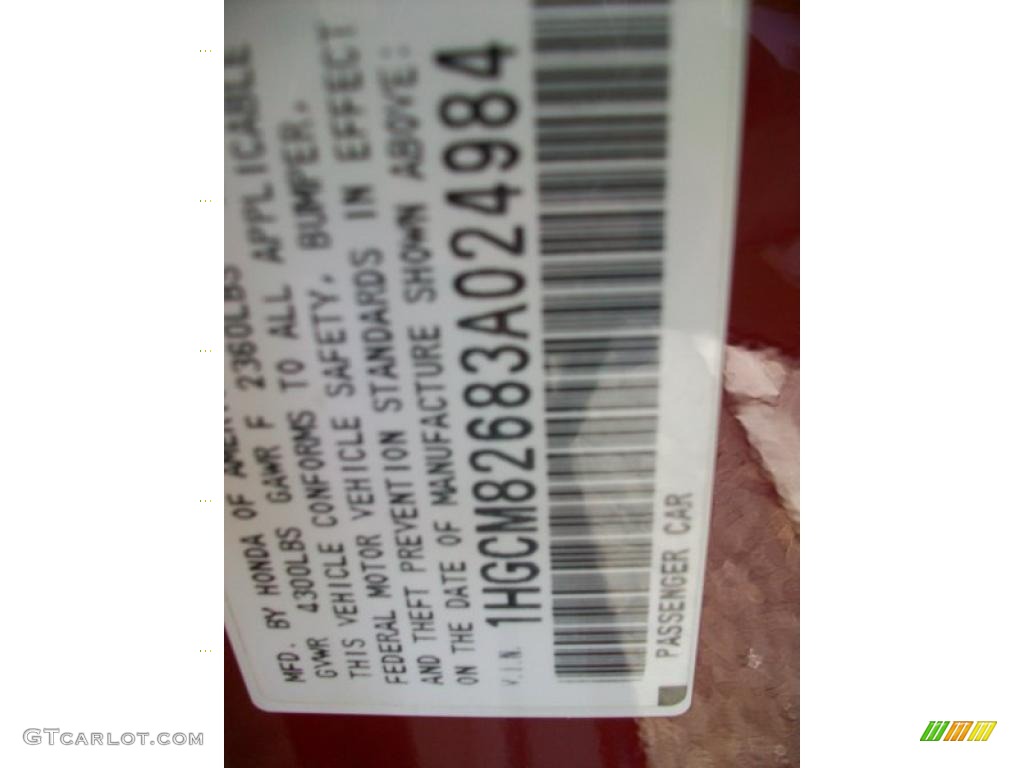 MFD. BY HONDA OF
GVWR 4300LBS GAWR F 2360LBS
THIS VEHICLE CONFORMS TO ALL APPLICABLE
FEDERAL MOTOR VEHICLE SAFETY, BUMPER,
AND THEFT PREVENTION STANDARDS IN EFFECT
ON THE DATE OF MANUFACTURE SHOWN ABOVE:
V.I.N. 1HGCM82683A024984
PASSENGER CAR
GTCARLOT.COM